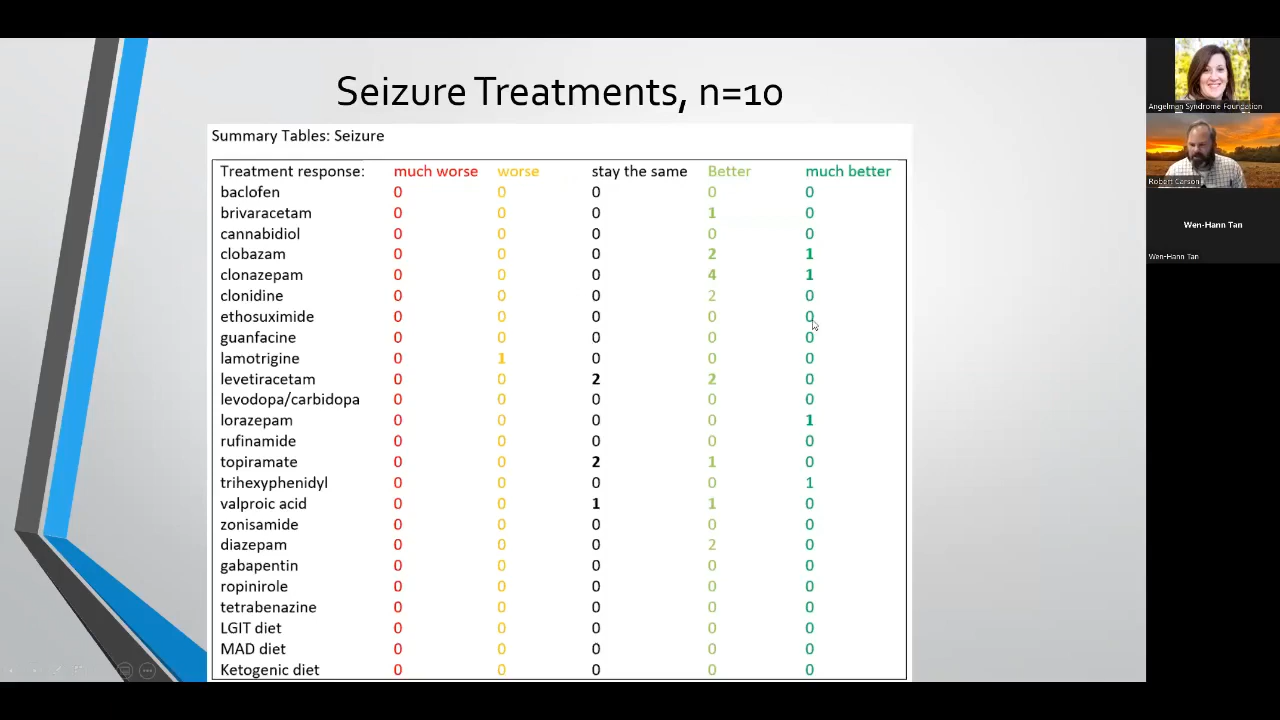 Seizure Treatments, n=10
Summary Tables: Seizure
Treatment response: much worse worse stay the same Better much better
baclofen 0 0 0 0 0
brivaracetam 0 0 0 1 0
cannabidiol 0 0 0 0 0
clobazam 0 0 0 2 1
clonazepam 0 0 0 4 1
clonidine 0 0 0 2 0
ethosuximide 0 0 0 0 0
guanfacine 0 0 0 0 0
lamotrigine 0 1 0 0 0
levetiracetam 0 0 2 2 0
levodopa/carbidopa 0 0 0 0 0
lorazepam 0 0 0 0 1
rufinamide 0 0 0 0 0
topiramate 0 0 2 1 0
trihexyphenidyl 0 0 0 0 1
valproic acid 0 0 1 1 0
zonisamide 0 0 0 0 0
diazepam 0 0 0 2 0
gabapentin 0 0 0 0 0
ropinirole 0 0 0 0 0
tetrabenazine 0 0 0 0 0
LGIT diet 0 0 0 0 0
MAD diet 0 0 0 0 0
Ketogenic diet 0 0 0 0 0
Angelman Syndrome Foundation
Robert Carson
Wen-Hann Tan
Wen-Hann Tan